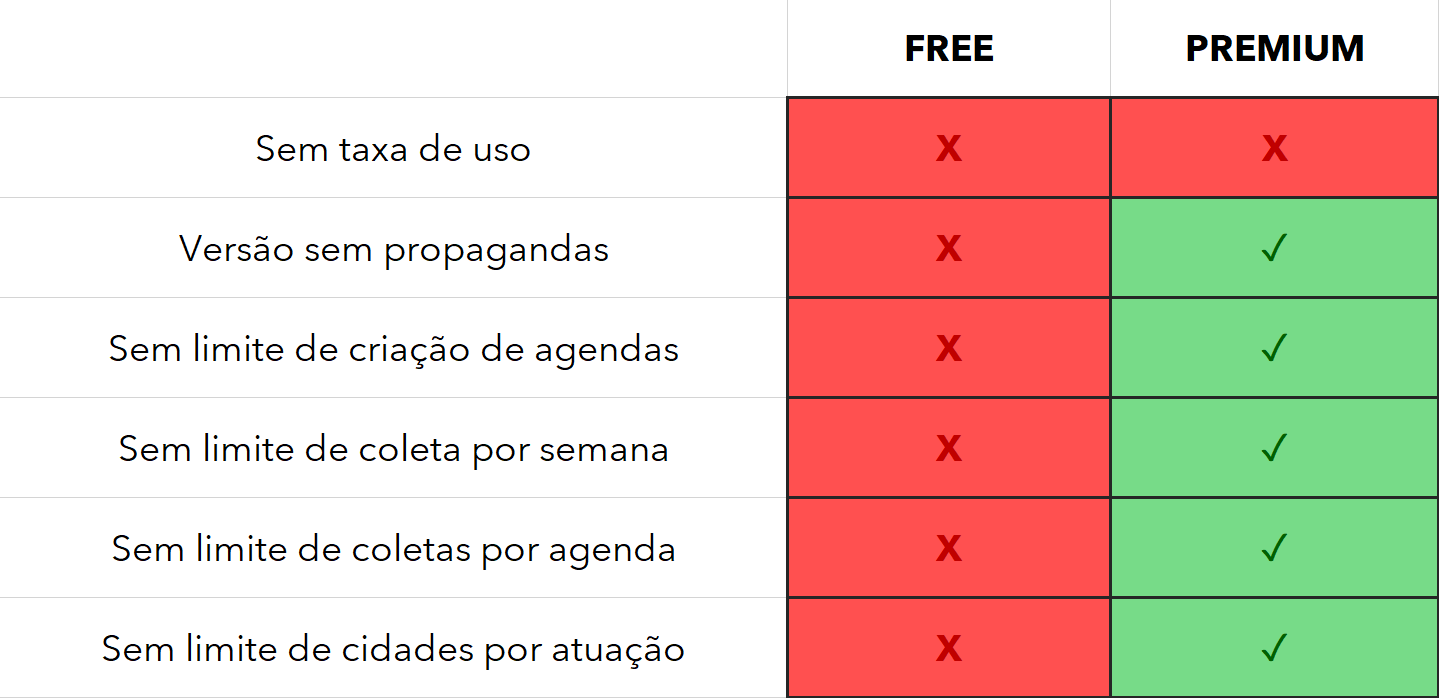 FREE PREMIUM
Sem taxa de uso X X
Versão sem propagandas X ✓
Sem limite de criação de agendas X ✓
Sem limite de coleta por semana X ✓
Sem limite de coletas por agenda X ✓
Sem limite de cidades por atuação X ✓